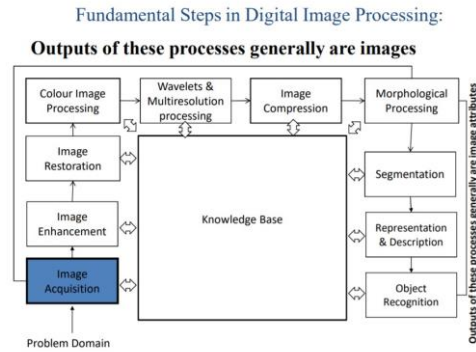 Fundamental Steps in Digital Image Processing:
Outputs of these processes generally are images
Colour Image
Processing
Wavelets &
Multiresolution
processing
Image
Compression
Morphological
Processing
Image
Restoration
Image
Enhancement
Image
Acquisition
Knowledge Base
Segmentation
Representation
& Description
Object
Recognition
Problem Domain
Outputs of these processes generally are image attributes